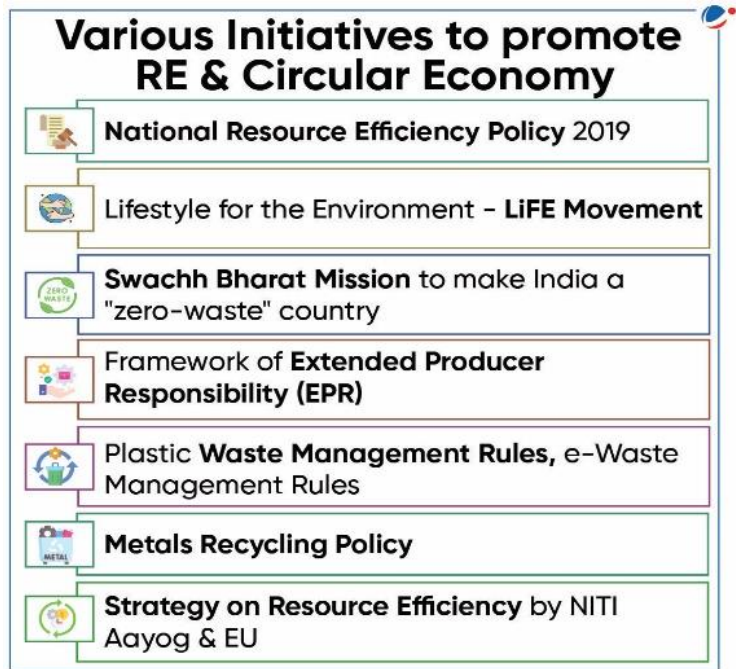 Various Initiatives to promote
RE & Circular Economy
National Resource Efficiency Policy 2019
Lifestyle for the Environment - LiFE Movement
ZERO
WASTE
Swachh Bharat Mission to make India a
"zero-waste" country
Framework of Extended Producer
Responsibility (EPR)
Plastic Waste Management Rules, e-Waste
Management Rules
METAL
Metals Recycling Policy
Strategy on Resource Efficiency by NITI
Aayog & EU